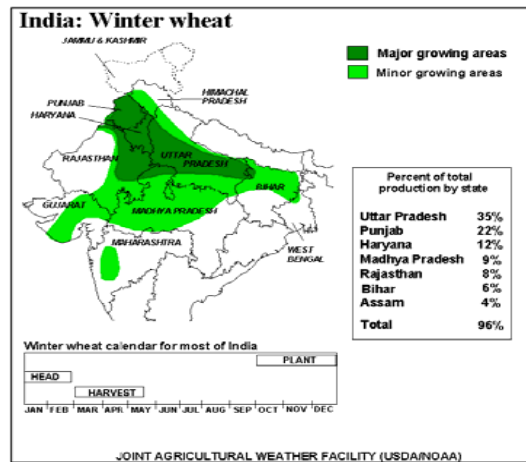 India: Winter wheat
JAMMU & KASHMIR
Major growing areas
Minor growing areas
HIMACHAL
PRADESH
PUNJAB
HARYANA
RAJASTHAN
UTTAR
PRADESH
BIHAR
GUJARAT
MADHYA PRADESH
MAHARASHTRA
WEST
BENGAL
Percent of total
production by state
Uttar Pradesh 35%
Punjab 22%
Haryana 12%
Madhya Pradesh 9%
Rajasthan 8%
Bihar 6%
Assam 4%
Total 96%
Winter wheat calendar for most of India
PLANT
HEAD
HARVEST
JAN FEB MAR APR MAY JUN JUL AUG SEP OCT NOV DEC
JOINT AGRICULTURAL WEATHER FACILITY (USDA/NOAA)